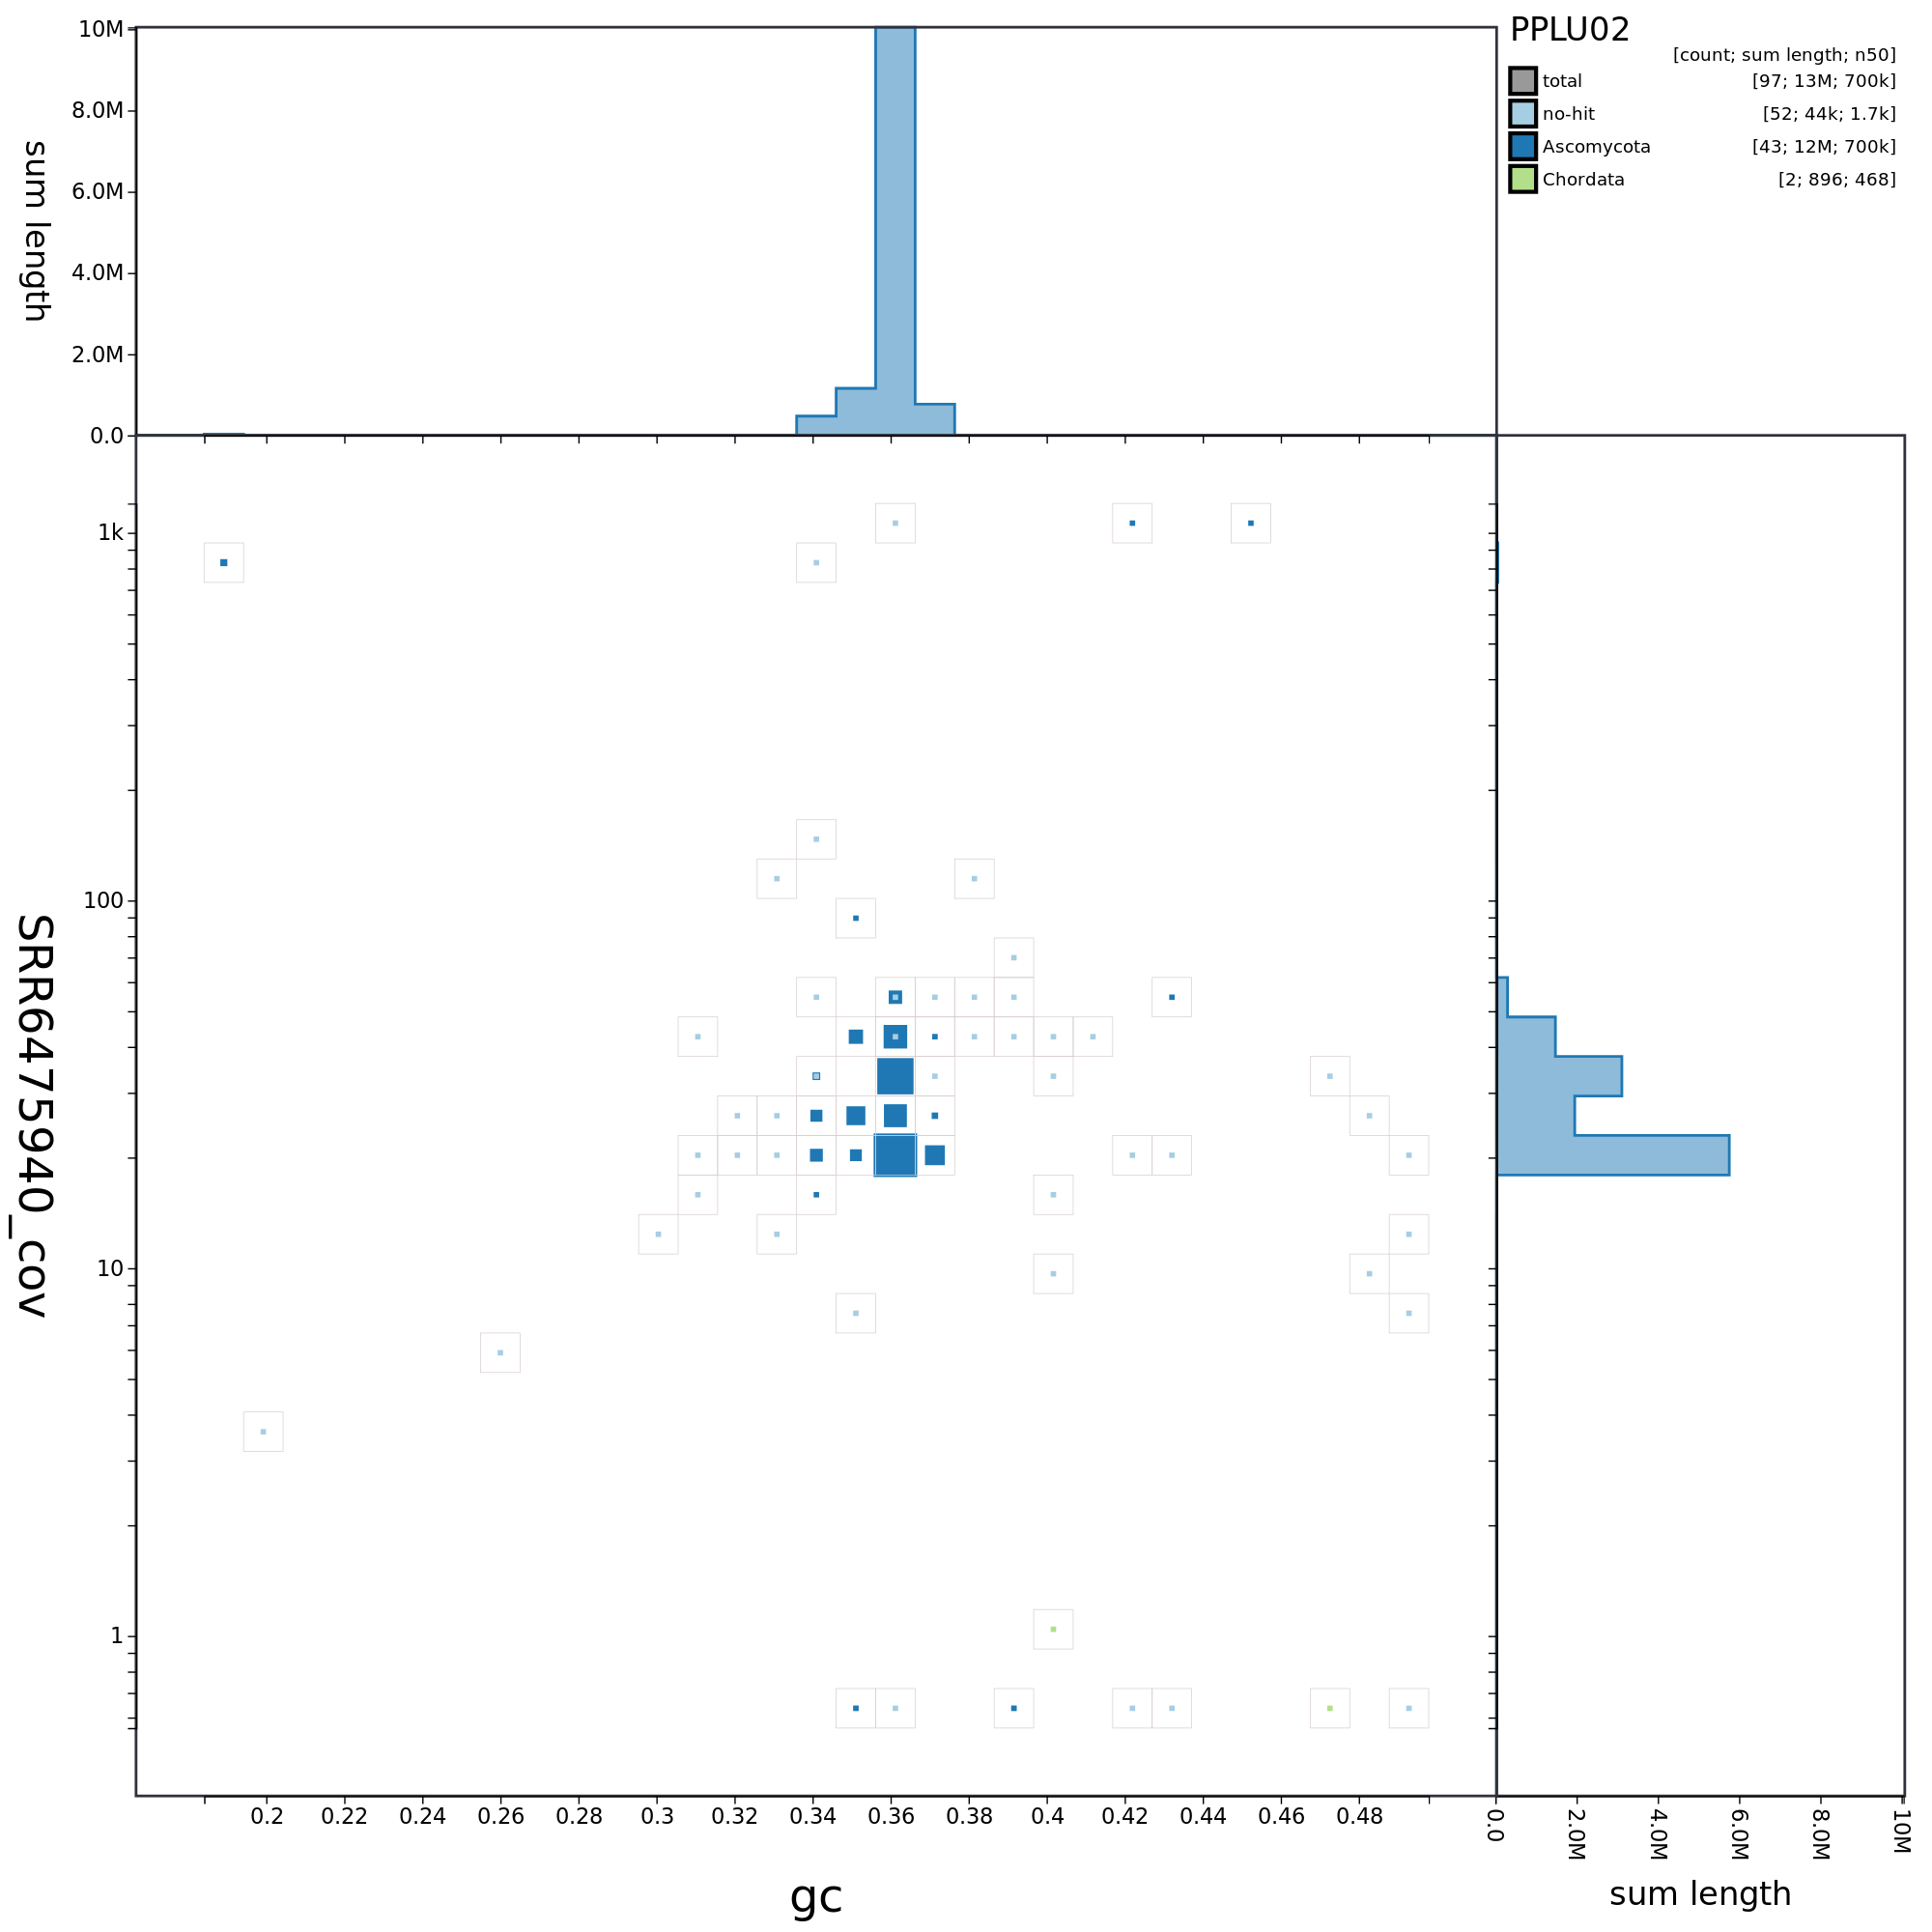 10M
8.0M
6.0M
4.0M
2.0M
0.0
sum length
PPLU02
[count; sum length; n50]
total [97; 13M; 700k]
no-hit [52; 44k; 1.7k]
Ascomycota [43; 12M; 700k]
Chordata [2; 896; 468]
1k
100
10
1
SRR6475940_cov
0.2 0.22 0.24 0.26 0.28 0.3 0.32 0.34 0.36 0.38 0.4 0.42 0.44 0.46 0.48
gc
0.0 2.0M 4.0M 6.0M 8.0M 10M
sum length